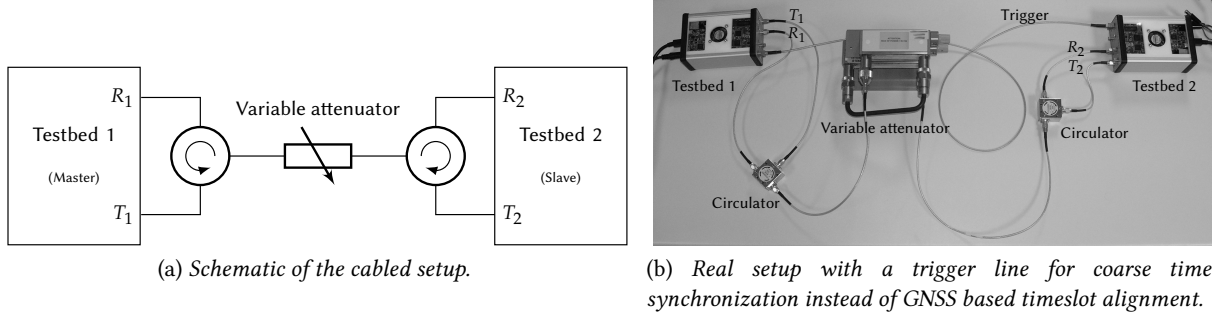 R1
Testbed 1
(Master)
T1
Variable attenuator
R2
Testbed 2
(Slave)
T2
(a) Schematic of the cabled setup.
T1
R1
Testbed 1
Variable attenuator
Circulator
Trigger
R2
T2
Testbed 2
Circulator
(b) Real setup with a trigger line for coarse time
synchronization instead of GNSS based timeslot alignment.